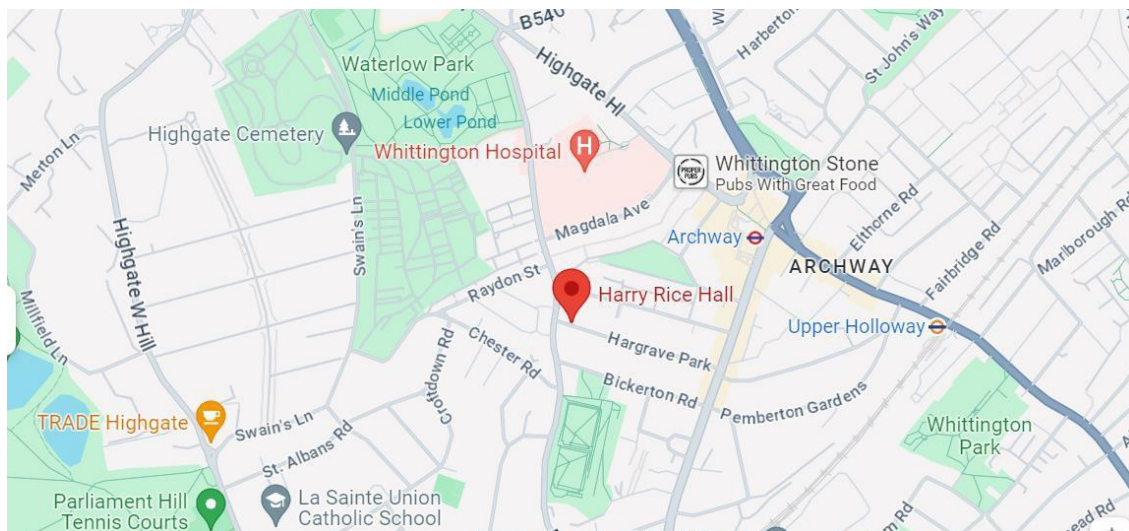 B540
Harberton Rd
St John's Way
Waterlow Park
Middle Pond
Lower Pond
Highgate Hl
Highgate Cemetery
Merton Ln
Whittington Hospital
H
PROPER
PUBS
Whittington Stone
Pubs With Great Food
Swain's Ln
Magdala Ave
Archway
Elthorne Rd
Fairbridge Rd
Marlborough Rd
ARCHWAY
Highgate W Hill
Raydon St
Harry Rice Hall
Millfield Ln
Upper Holloway
Chester Rd
Croftdown Rd
Hargrave Park
Bickerton Rd
Pemberton Gardens
TRADE Highgate
Swain's Ln
St. Albans Rd
Whittington
Park
Parliament Hill
Tennis Courts
La Sainte Union
Catholic School